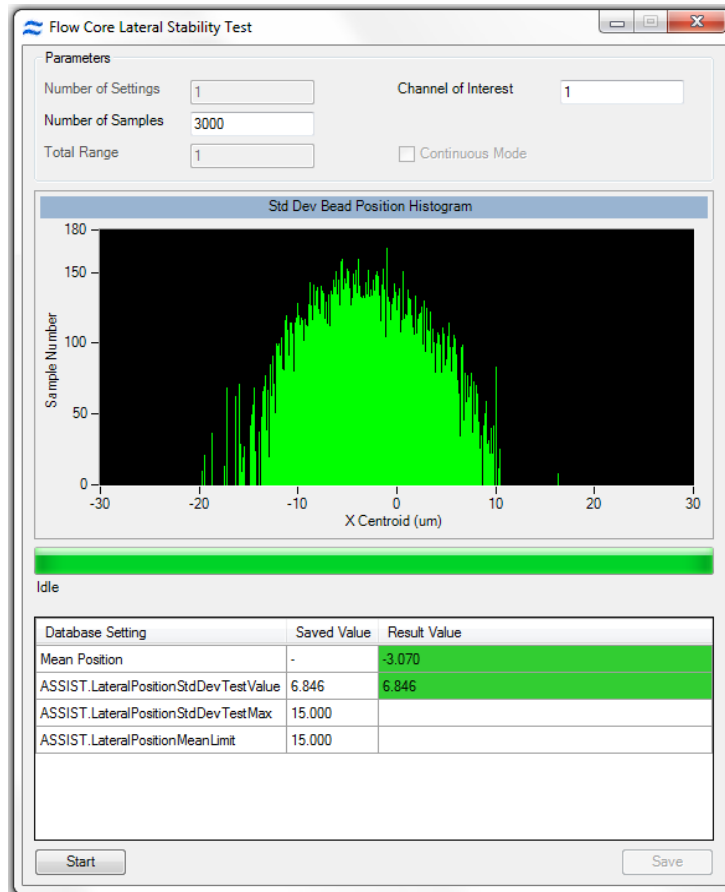 Flow Core Lateral Stability Test
Parameters
Number of Settings 1 Channel of Interest 1
Number of Samples 3000
Total Range 1 Continuous Mode
Std Dev Bead Position Histogram
180
150
100
50
0
Sample Number
-30 -20 -10 0 10 20 30
X Centroid (um)
Idle
Database Setting Saved Value Result Value
Mean Position - -3.070
ASSIST.LateralPositionStdDevTestValue 6.846 6.846
ASSIST.LateralPositionStdDevTestMax 15.000
ASSIST.LateralPositionMeanLimit 15.000
Start Save